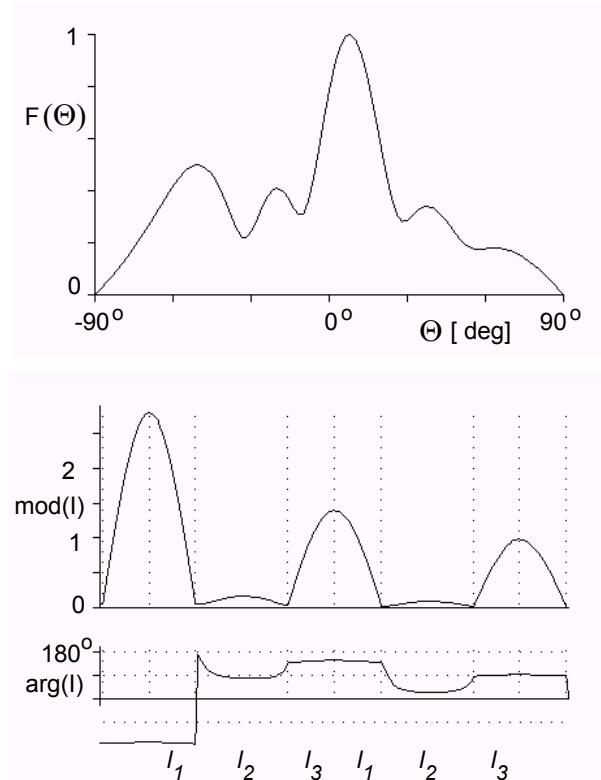 1
F(Θ)
0
-90° 0° Θ [ deg] 90°
2
mod(I)
1
0
180°
arg(I)
I₁ I₂ I₃ I₁ I₂ I₃